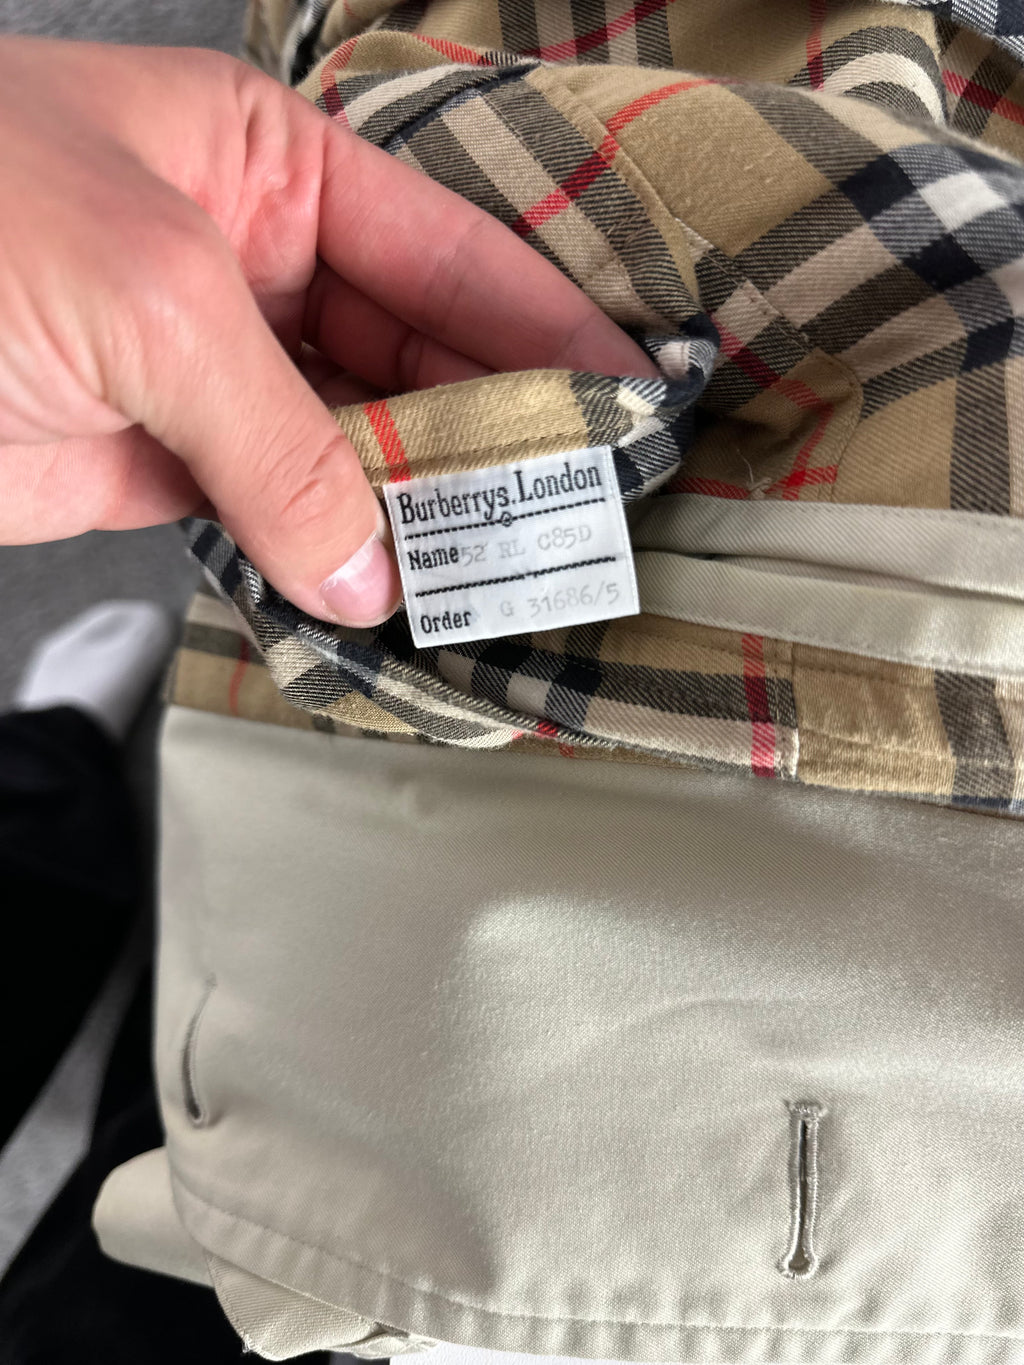 Burberrys.London
Name 52 RL C85D
Order G 31686/5